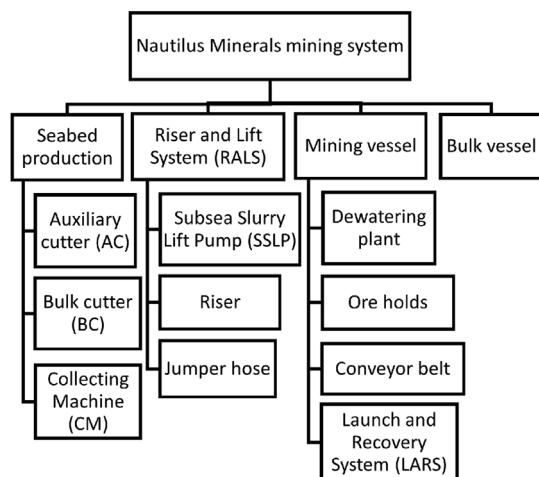 Nautilus Minerals mining system
Seabed
production
Riser and Lift
System (RALS)
Mining vessel
Bulk vessel
Auxiliary
cutter (AC)
Bulk cutter
(BC)
Collecting
Machine
(CM)
Subsea Slurry
Lift Pump (SSLP)
Riser
Jumper hose
Dewatering
plant
Ore holds
Conveyor belt
Launch and
Recovery
System (LARS)